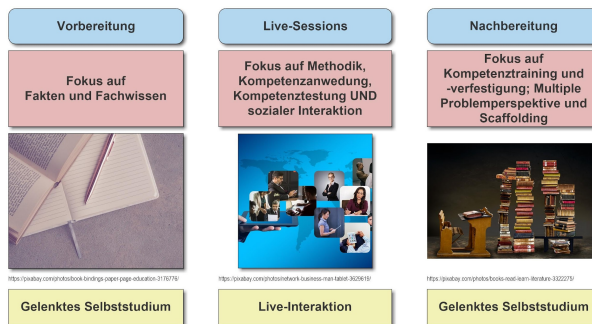 Vorbereitung
Live-Sessions
Nachbereitung
Fokus auf
Fakten und Fachwissen
Fokus auf Methodik,
Kompetenzanwedung,
Kompetenztestung UND
sozialer Interaktion
Fokus auf
Kompetenztraining und
-verfestigung; Multiple
Problemperspektive und
Scaffolding
https://pixabay.com/photos/book-bindings-paper-page-education-3176776/
https://pixabay.com/photos/network-business-man-tablet-3629619/
https://pixabay.com/photos/books-read-learn-literature-3322275/
Gelenktes Selbststudium
Live-Interaktion
Gelenktes Selbststudium